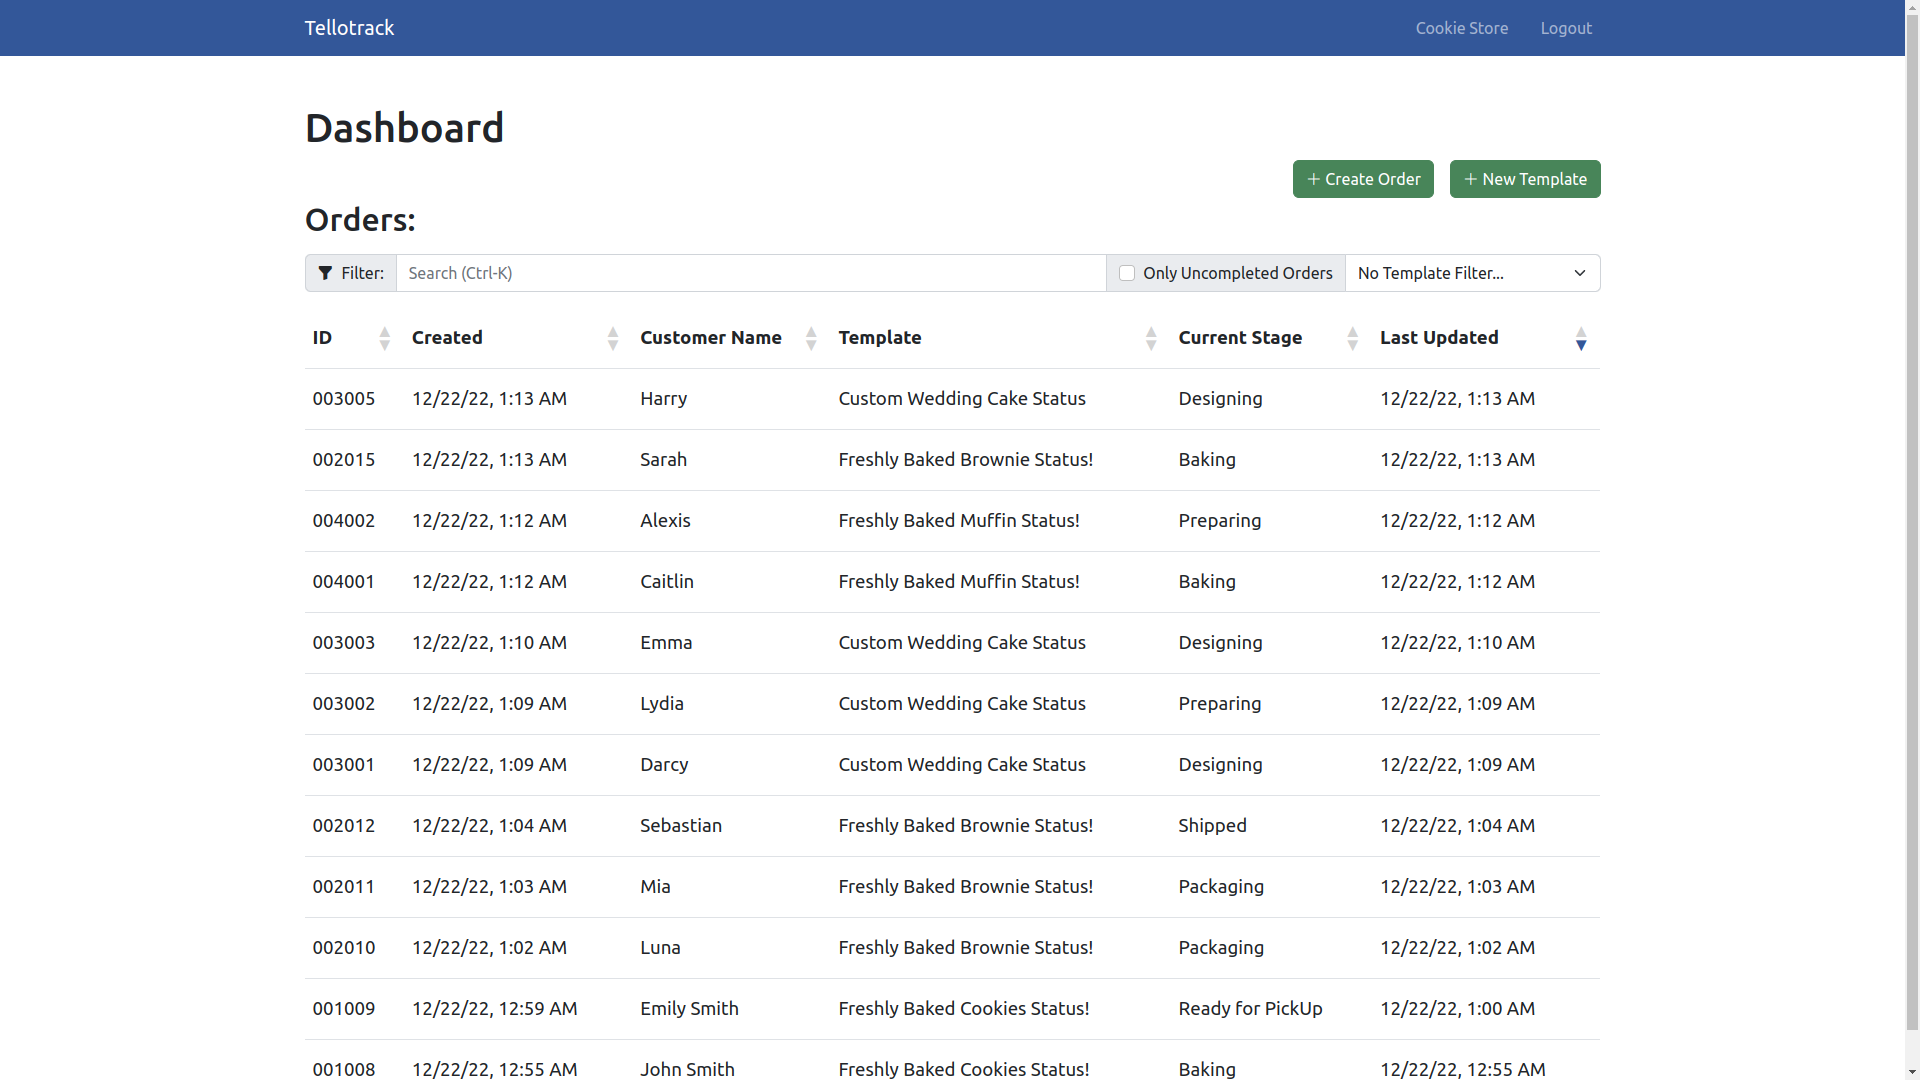 Tellotrack Cookie Store Logout
Dashboard
+ Create Order + New Template
Orders:
Filter: Search (Ctrl-K) Only Uncompleted Orders No Template Filter...
ID Created Customer Name Template Current Stage Last Updated
003005 12/22/22, 1:13 AM Harry Custom Wedding Cake Status Designing 12/22/22, 1:13 AM
002015 12/22/22, 1:13 AM Sarah Freshly Baked Brownie Status! Baking 12/22/22, 1:13 AM
004002 12/22/22, 1:12 AM Alexis Freshly Baked Muffin Status! Preparing 12/22/22, 1:12 AM
004001 12/22/22, 1:12 AM Caitlin Freshly Baked Muffin Status! Baking 12/22/22, 1:12 AM
003003 12/22/22, 1:10 AM Emma Custom Wedding Cake Status Designing 12/22/22, 1:10 AM
003002 12/22/22, 1:09 AM Lydia Custom Wedding Cake Status Preparing 12/22/22, 1:09 AM
003001 12/22/22, 1:09 AM Darcy Custom Wedding Cake Status Designing 12/22/22, 1:09 AM
002012 12/22/22, 1:04 AM Sebastian Freshly Baked Brownie Status! Shipped 12/22/22, 1:04 AM
002011 12/22/22, 1:03 AM Mia Freshly Baked Brownie Status! Packaging 12/22/22, 1:03 AM
002010 12/22/22, 1:02 AM Luna Freshly Baked Brownie Status! Packaging 12/22/22, 1:02 AM
001009 12/22/22, 12:59 AM Emily Smith Freshly Baked Cookies Status! Ready for PickUp 12/22/22, 1:00 AM
001008 12/22/22, 12:55 AM John Smith Freshly Baked Cookies Status! Baking 12/22/22, 12:55 AM